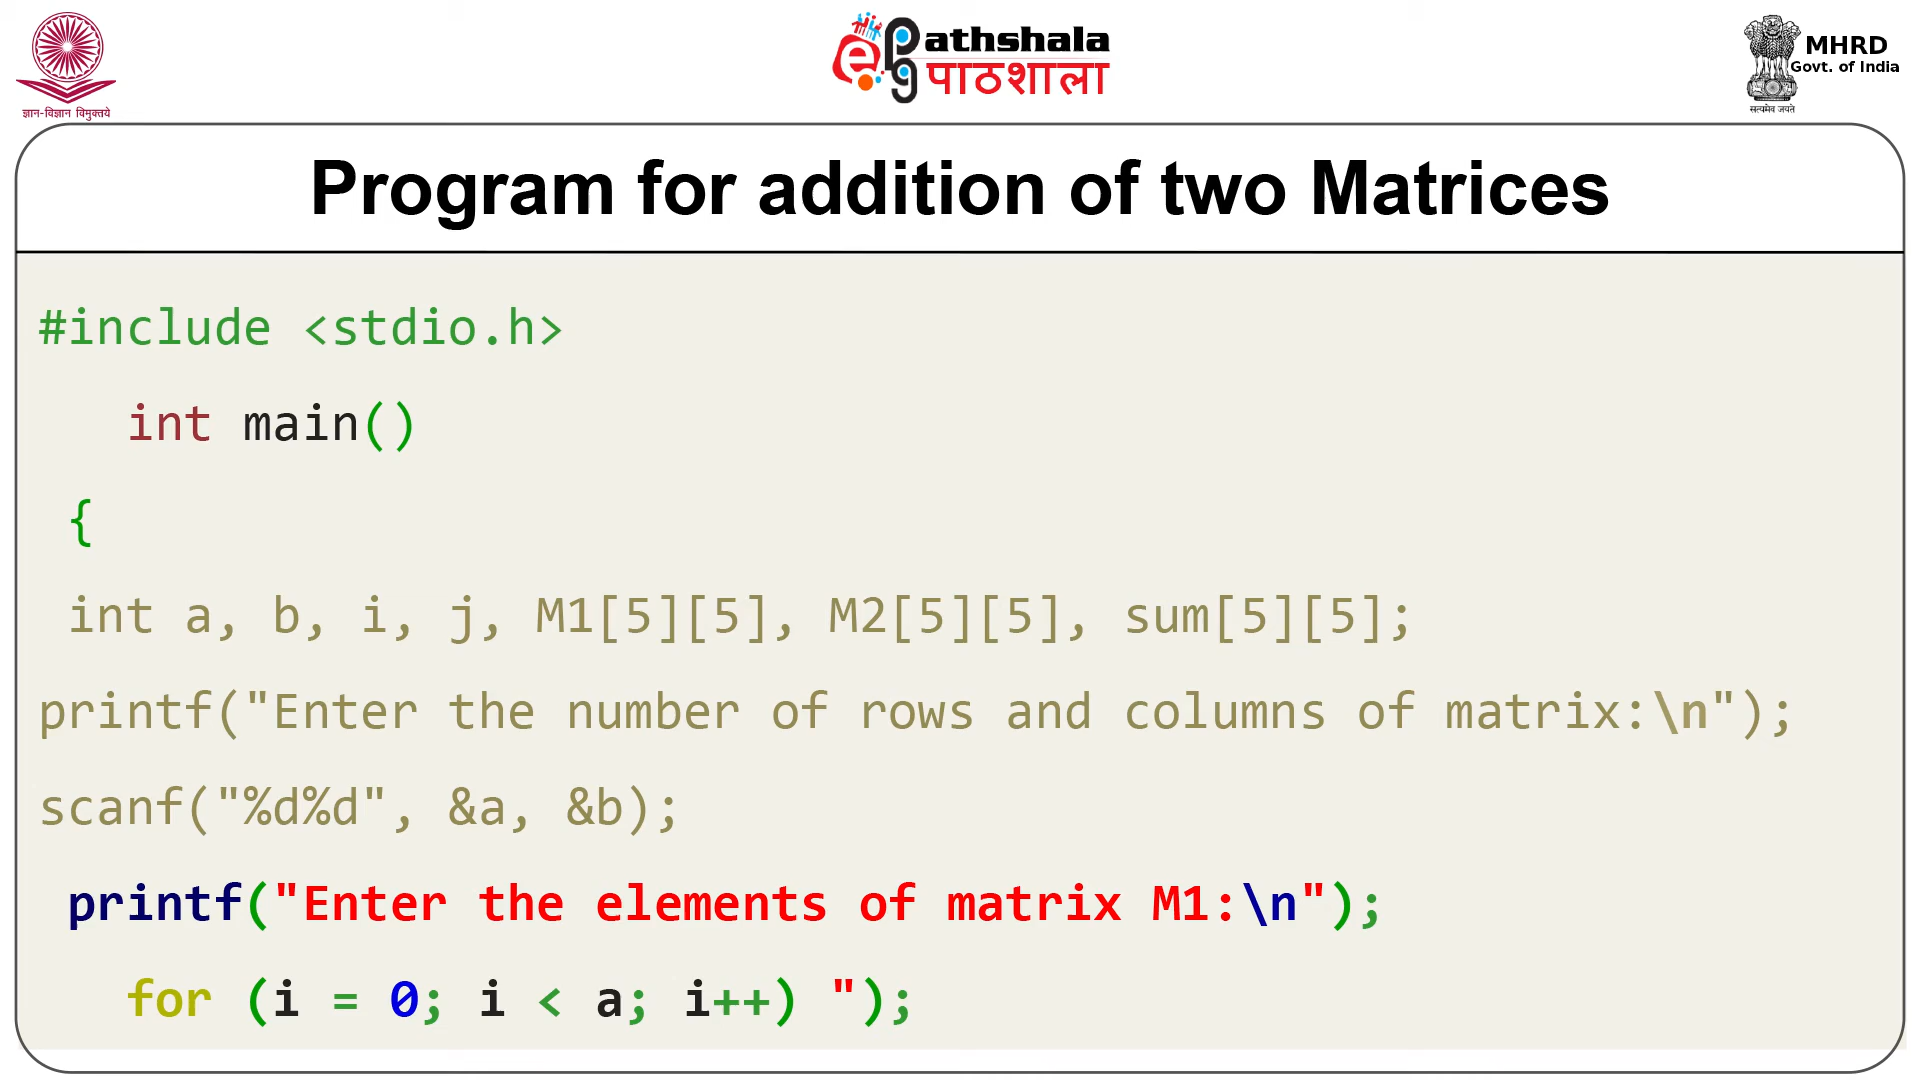 ज्ञान-विज्ञान विमुक्तये
e Pg Pathshala
पाठशाला
MHRD
Govt. of India
सत्यमेव जयते
Program for addition of two Matrices
#include <stdio.h>
int main()
{
int a, b, i, j, M1[5][5], M2[5][5], sum[5][5];
printf("Enter the number of rows and columns of matrix:\n");
scanf("%d%d", &a, &b);
printf("Enter the elements of matrix M1:\n");
for (i = 0; i < a; i++) ");